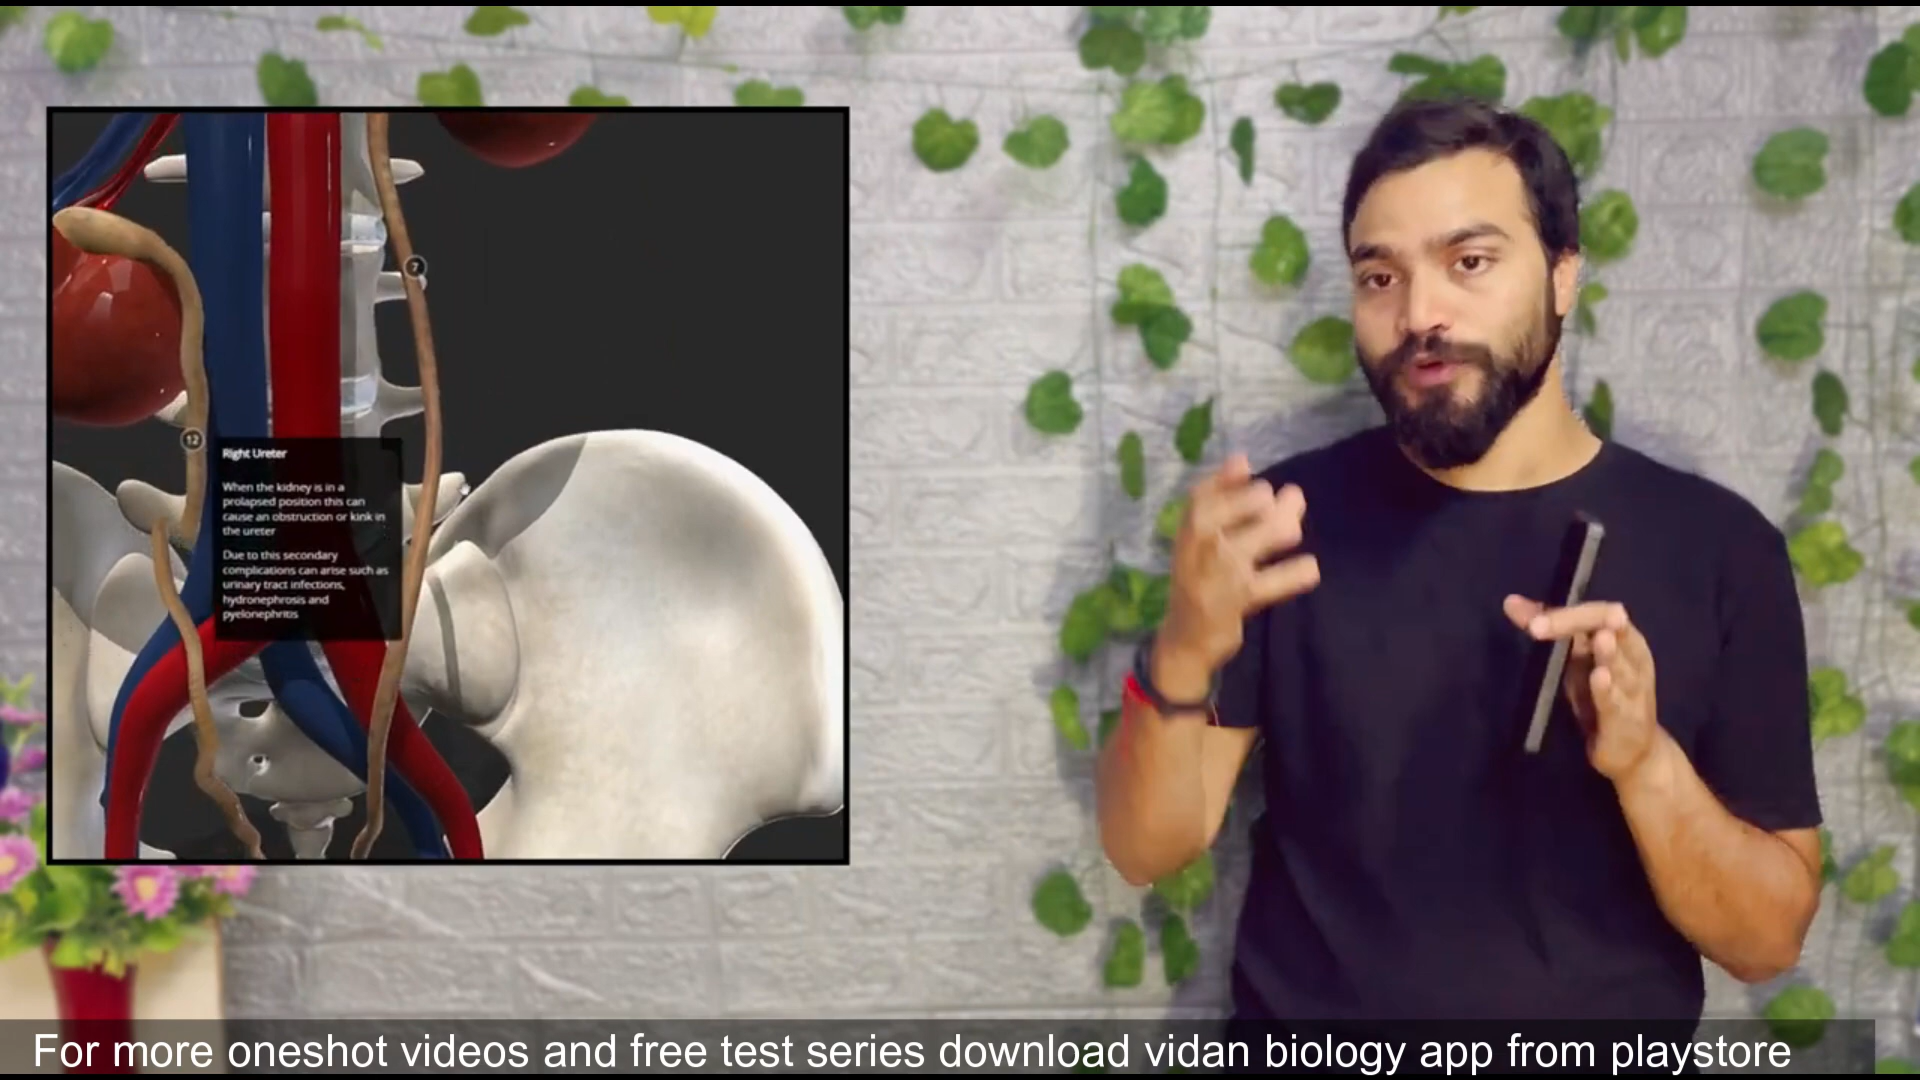 7
12
Right Ureter
When the kidney is in a
prolapsed position this can
cause an obstruction or kink in
the ureter
Due to this secondary
complications can arise such as
urinary tract infections,
hydronephrosis and
pyelonephritis
For more oneshot videos and free test series download vidan biology app from playstore